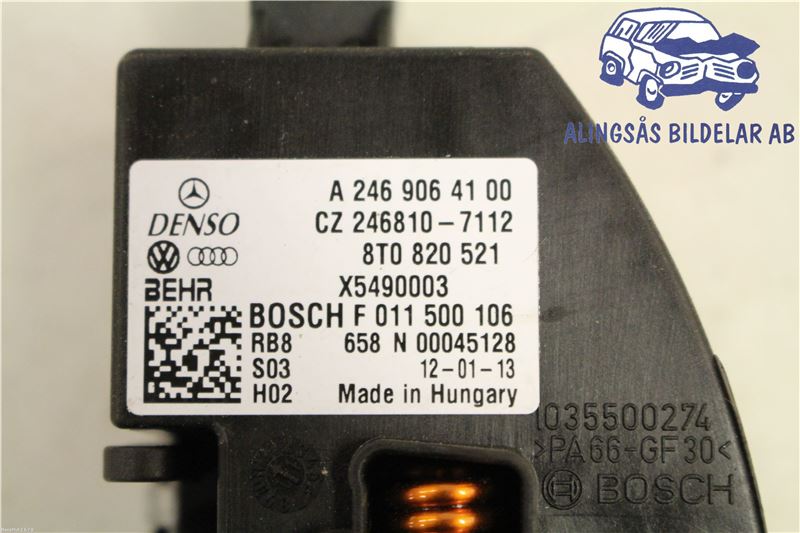 ALINGSÅS BILDELAR AB
A 246 906 41 00
DENSO CZ 246810-7112
8T0 820 521
BEHR X5490003
BOSCH F 011 500 106
RB8 658 N 00045128
S03 12-01-13
H02 Made in Hungary
1035500274
>PA66-GF30<
BOSCH